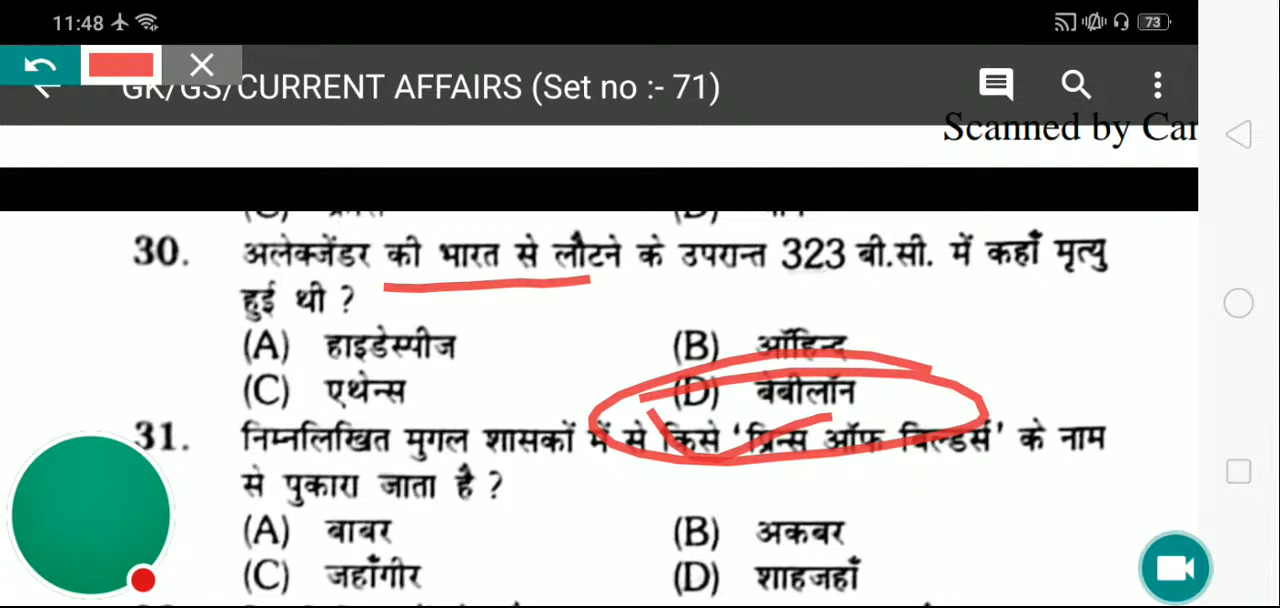 11:48
73
GK/GS/CURRENT AFFAIRS (Set no :- 71)
Scanned by Car
30. अलेक्जेंडर की भारत से लौटने के उपरान्त 323 बी.सी. में कहाँ मृत्यु
हुई थी ?
(A) हाइडेस्पीज (B) ऑहिन्द
(C) एथेन्स (D) बेबीलॉन
31. निम्नलिखित मुगल शासकों में से किसे ‘प्रिन्स ऑफ बिल्डर्स’ के नाम
से पुकारा जाता है ?
(A) बाबर (B) अकबर
(C) जहाँगीर (D) शाहजहाँ